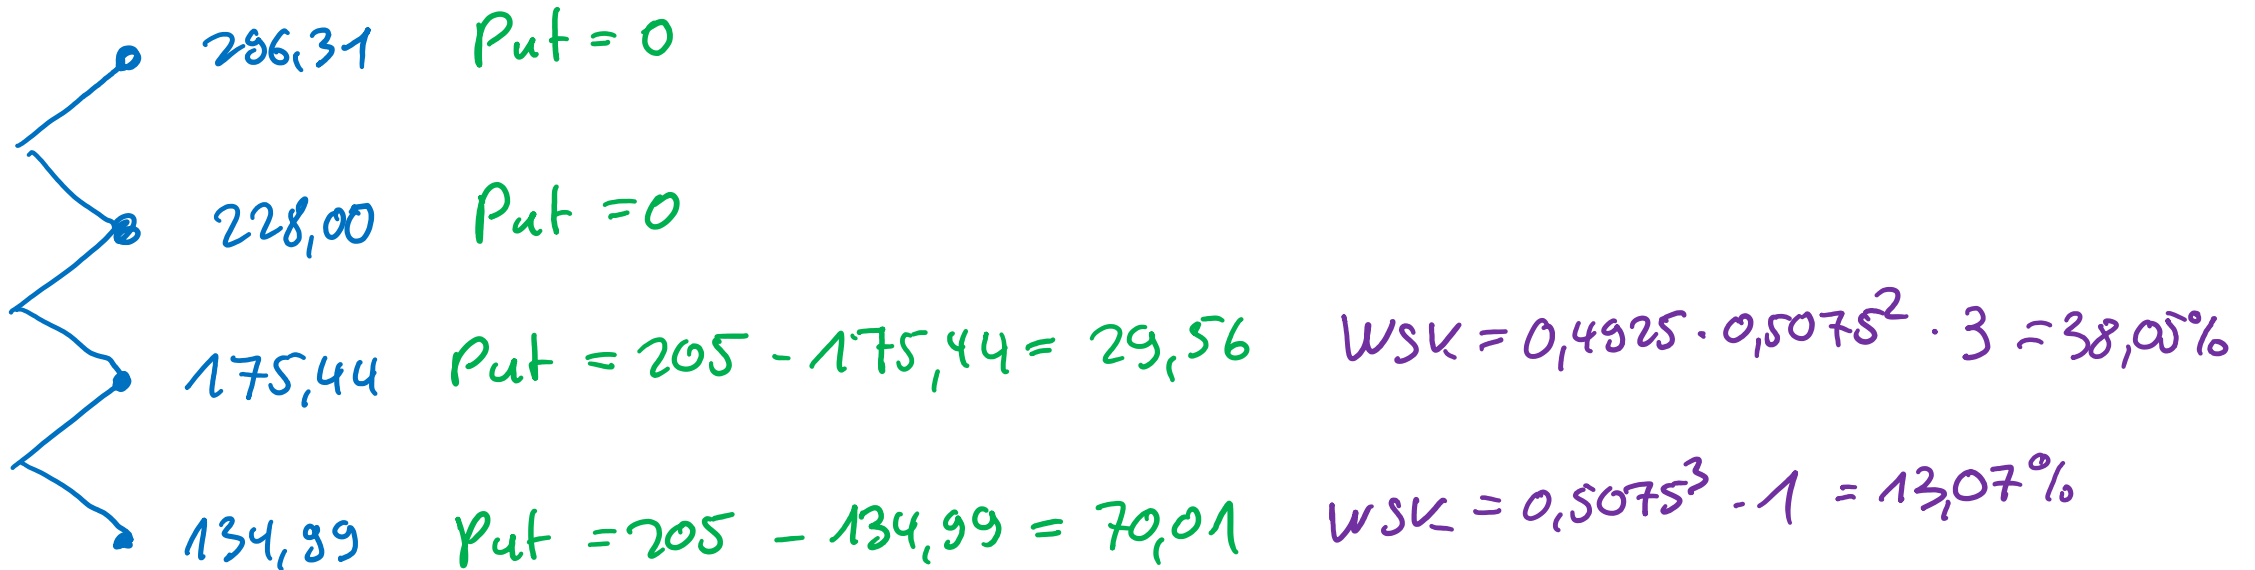 296,31 Put = 0
228,00 Put = 0
175,44 Put = 205 - 175,44 = 29,56 WSK = 0,4925 · 0,5075² · 3 = 38,05%
134,99 Put = 205 - 134,99 = 70,01 WSK = 0,5075³ · 1 = 13,07%